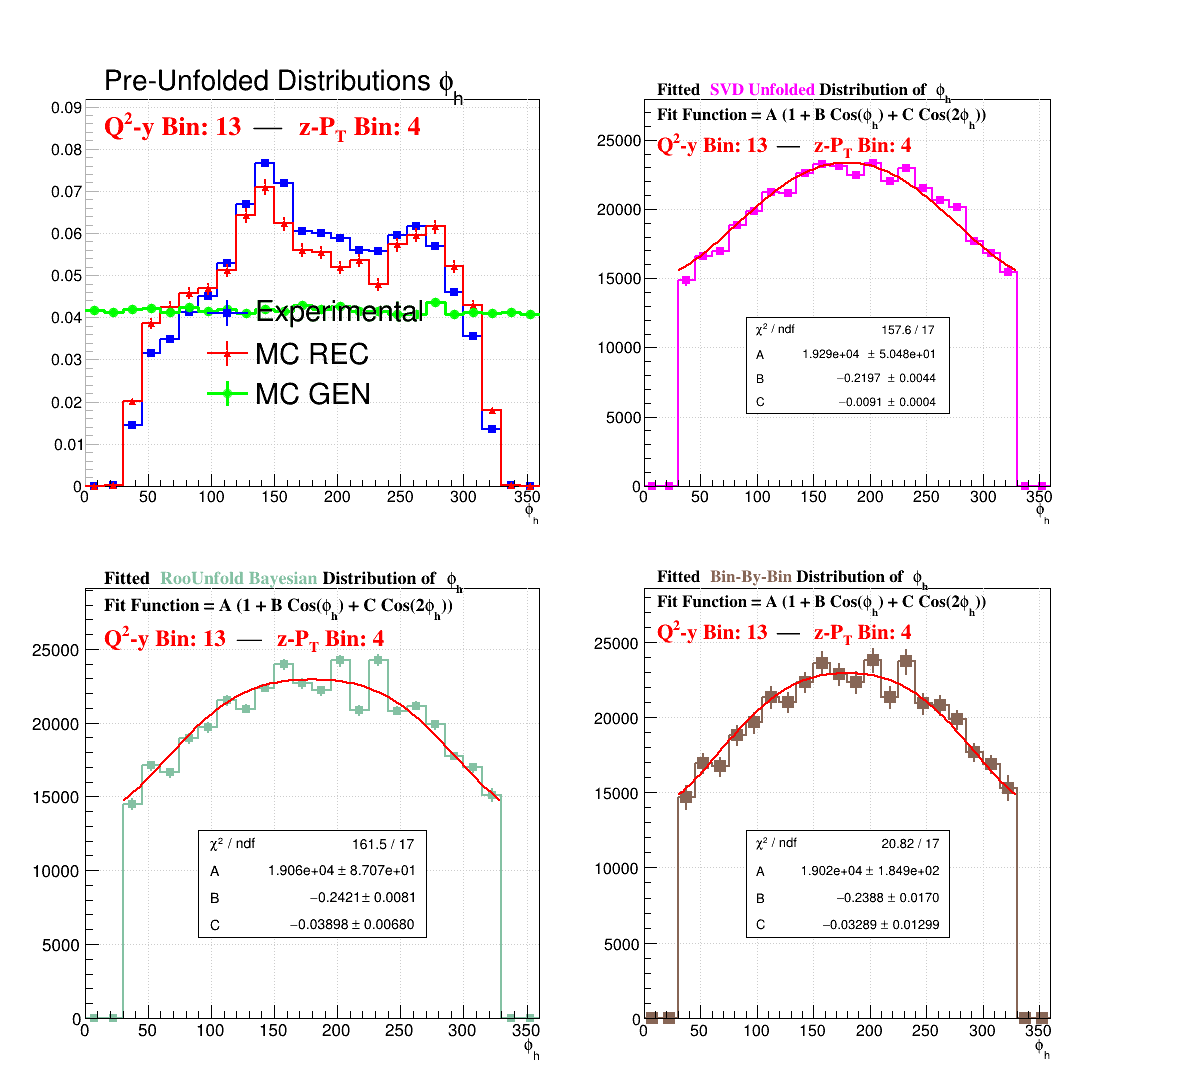 Pre-Unfolded Distributions ϕh
Q²-y Bin: 13 — z-PT Bin: 4
0.09
0.08
0.07
0.06
0.05
0.04
0.03
0.02
0.01
0
Experimental
MC REC
MC GEN
0 50 100 150 200 250 300 350
ϕh
Fitted SVD Unfolded Distribution of ϕh
Fit Function = A (1 + B Cos(ϕh) + C Cos(2ϕh))
Q²-y Bin: 13 — z-PT Bin: 4
25000
20000
15000
10000
5000
0
χ² / ndf 157.6 / 17
A 1.929e+04 ± 5.048e+01
B −0.2197 ± 0.0044
C −0.0091 ± 0.0004
0 50 100 150 200 250 300 350
ϕh
Fitted RooUnfold Bayesian Distribution of ϕh
Fit Function = A (1 + B Cos(ϕh) + C Cos(2ϕh))
Q²-y Bin: 13 — z-PT Bin: 4
25000
20000
15000
10000
5000
0
χ² / ndf 161.5 / 17
A 1.906e+04 ± 8.707e+01
B −0.2421 ± 0.0081
C −0.03898 ± 0.00680
0 50 100 150 200 250 300 350
ϕh
Fitted Bin-By-Bin Distribution of ϕh
Fit Function = A (1 + B Cos(ϕh) + C Cos(2ϕh))
Q²-y Bin: 13 — z-PT Bin: 4
25000
20000
15000
10000
5000
0
χ² / ndf 20.82 / 17
A 1.902e+04 ± 1.849e+02
B −0.2388 ± 0.0170
C −0.03289 ± 0.01299
0 50 100 150 200 250 300 350
ϕh